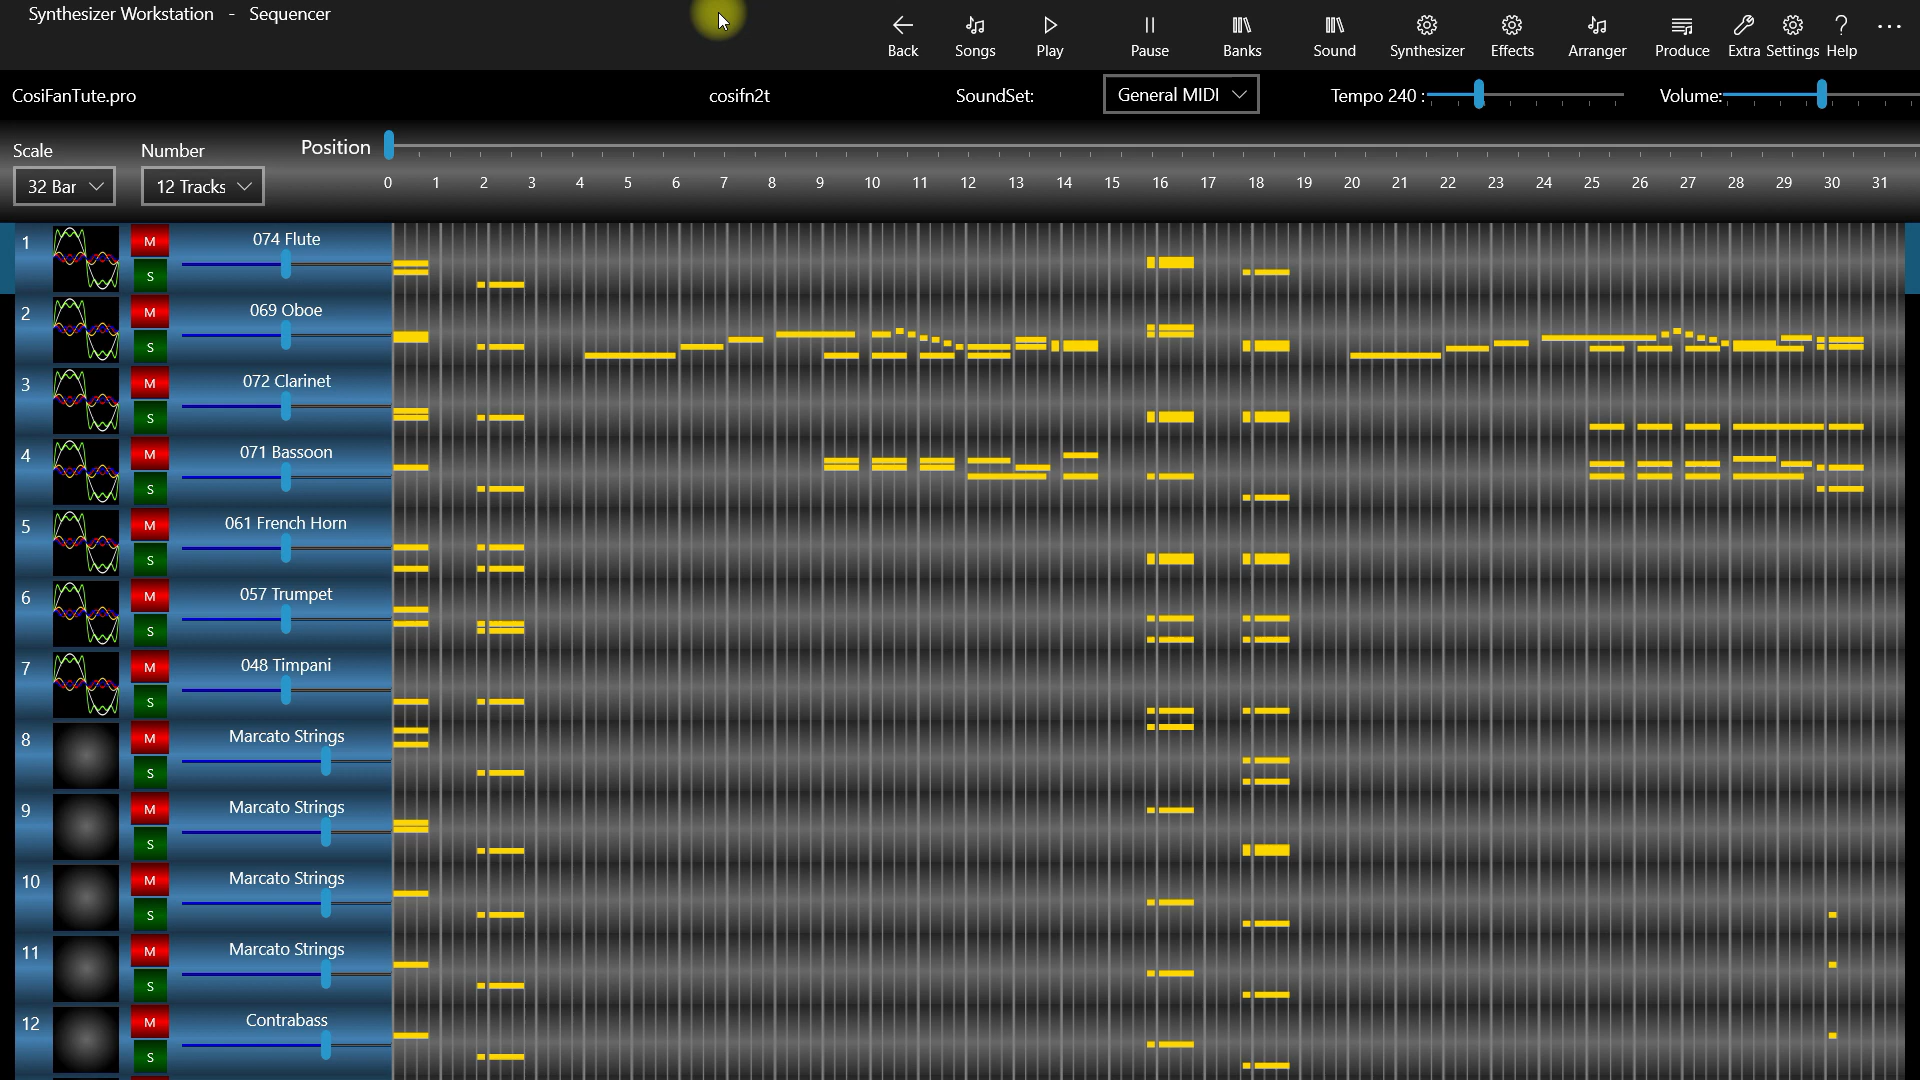 Synthesizer Workstation - Sequencer
Back Songs Play Pause Banks Sound Synthesizer Effects Arranger Produce Extra Settings Help
CosiFanTute.pro cosifn2t SoundSet: General MIDI Tempo 240 : Volume:
Scale Number Position
32 Bar 12 Tracks
0 1 2 3 4 5 6 7 8 9 10 11 12 13 14 15 16 17 18 19 20 21 22 23 24 25 26 27 28 29 30 31
1 M 074 Flute
S
2 M 069 Oboe
S
3 M 072 Clarinet
S
4 M 071 Bassoon
S
5 M 061 French Horn
S
6 M 057 Trumpet
S
7 M 048 Timpani
S
8 M Marcato Strings
S
9 M Marcato Strings
S
10 M Marcato Strings
S
11 M Marcato Strings
S
12 M Contrabass
S